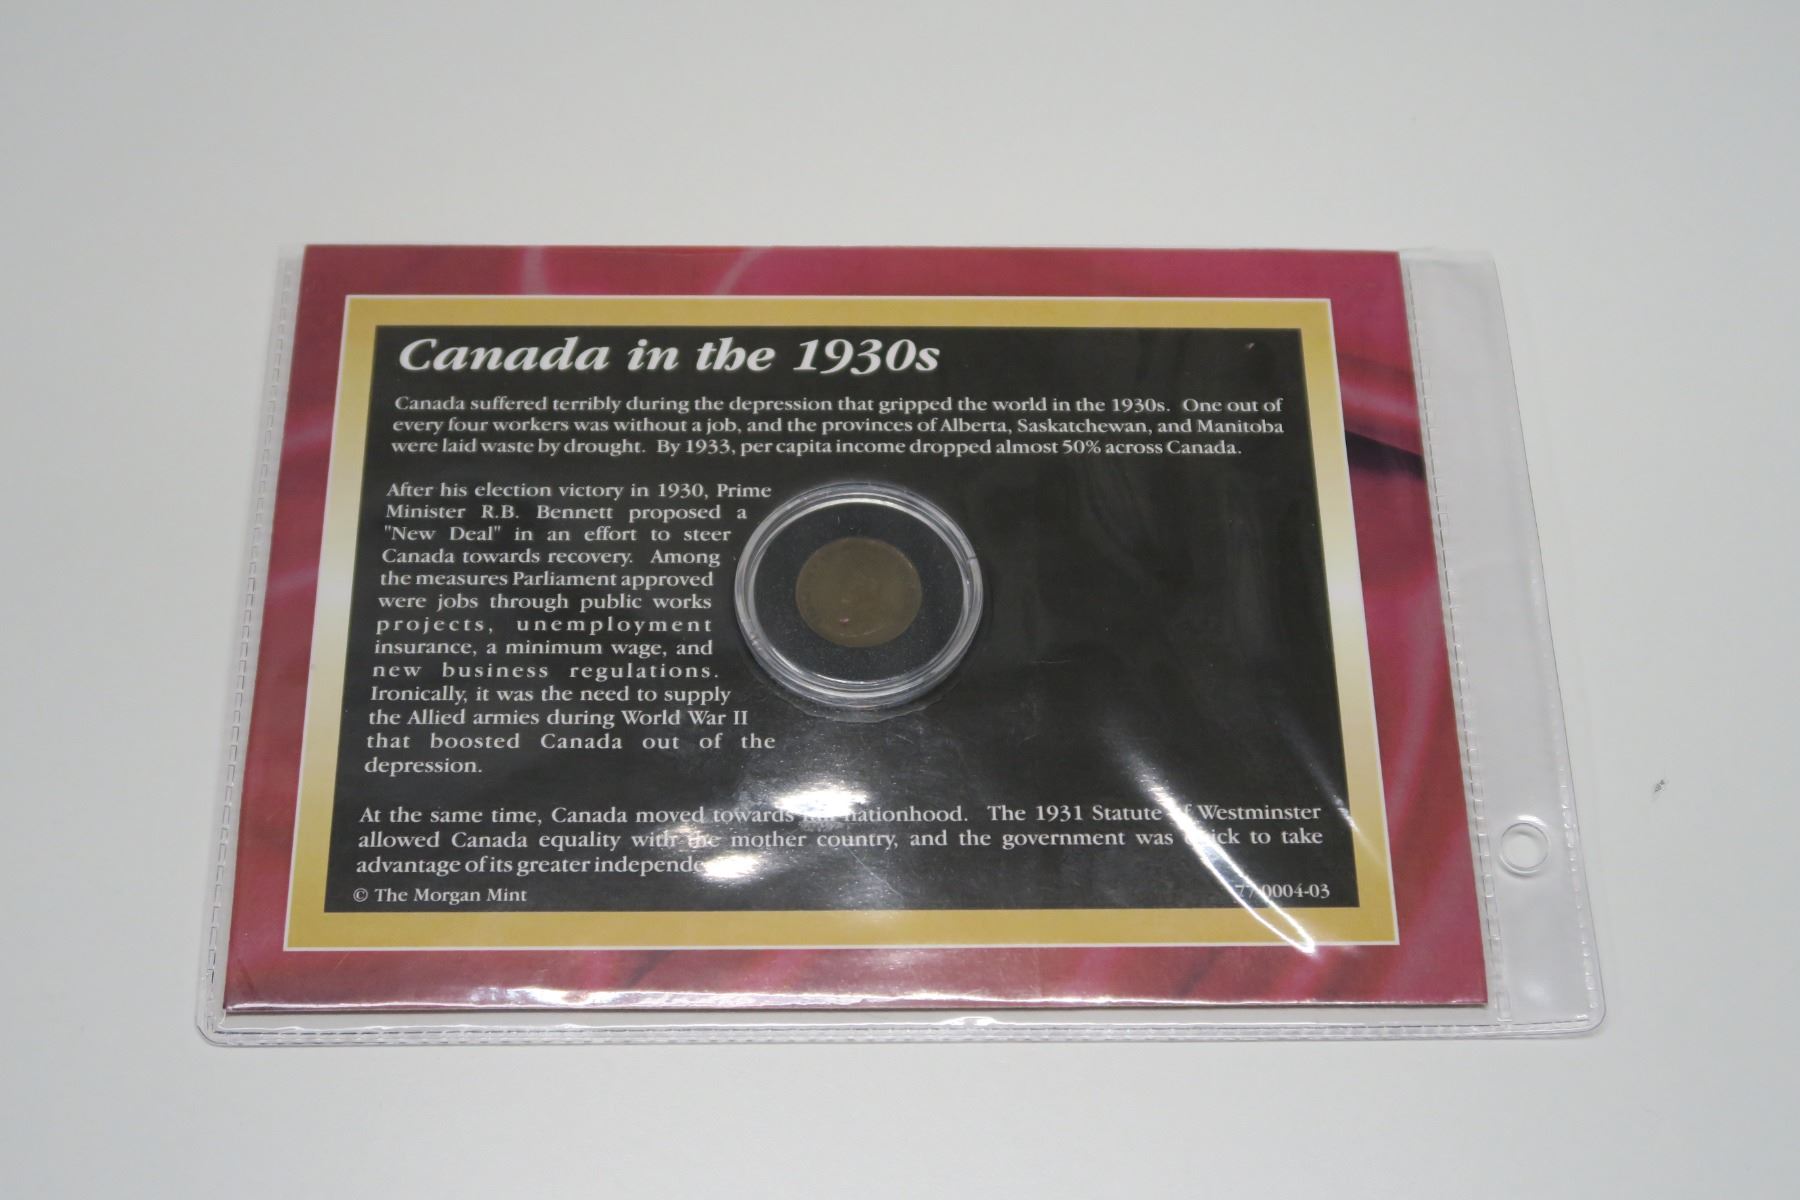 Canada in the 1930s
Canada suffered terribly during the depression that gripped the world in the 1930s. One out of
every four workers was without a job, and the provinces of Alberta, Saskatchewan, and Manitoba
were laid waste by drought. By 1933, per capita income dropped almost 50% across Canada.
After his election victory in 1930, Prime
Minister R.B. Bennett proposed a
"New Deal" in an effort to steer
Canada towards recovery. Among
the measures Parliament approved
were jobs through public works
projects, unemployment
insurance, a minimum wage, and
new business regulations.
Ironically, it was the need to supply
the Allied armies during World War II
that boosted Canada out of the
depression.
At the same time, Canada moved towards nationhood. The 1931 Statute of Westminster
allowed Canada equality with the mother country, and the government was quick to take
advantage of its greater
© The Morgan Mint
77-0004-03